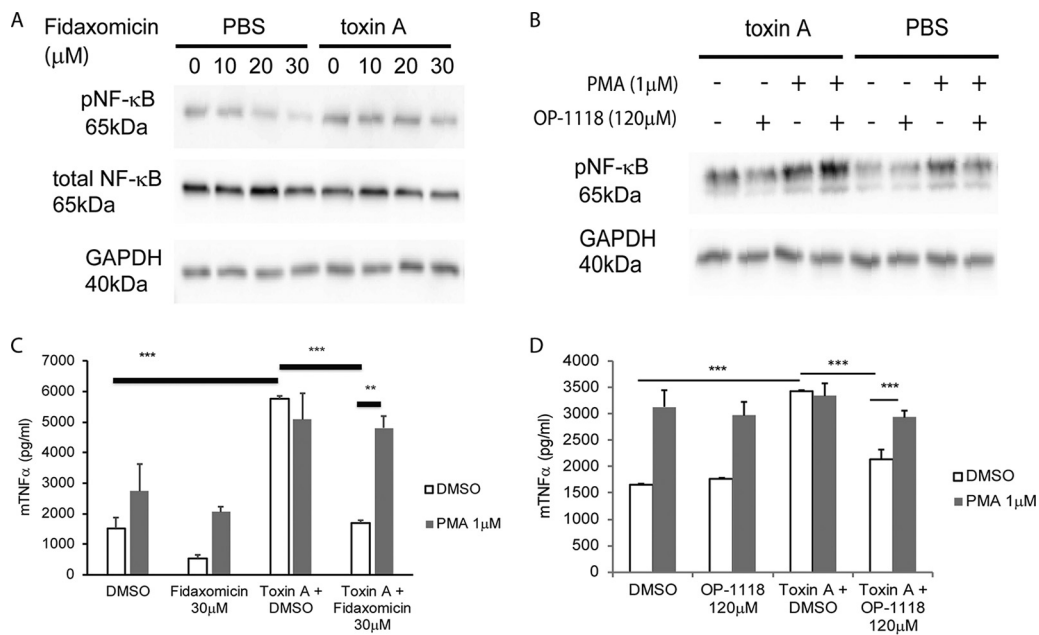 A
Fidaxomicin
(μM)
PBS
toxin A
0 10 20 30 0 10 20 30
pNF-κB
65kDa
total NF-κB
65kDa
GAPDH
40kDa
B
toxin A
PBS
PMA (1μM) - - + + - - + +
OP-1118 (120μM) - + - + - + - +
pNF-κB
65kDa
GAPDH
40kDa
C
mTNFα (pg/ml)
7000
6000
5000
4000
3000
2000
1000
0
***
***
**
DMSO
PMA 1μM
DMSO
Fidaxomicin
30μM
Toxin A +
DMSO
Toxin A +
Fidaxomicin
30μM
D
mTNFα (pg/ml)
4000
3500
3000
2500
2000
1500
1000
500
0
***
***
***
DMSO
PMA 1μM
DMSO
OP-1118
120μM
Toxin A +
DMSO
Toxin A +
OP-1118
120μM